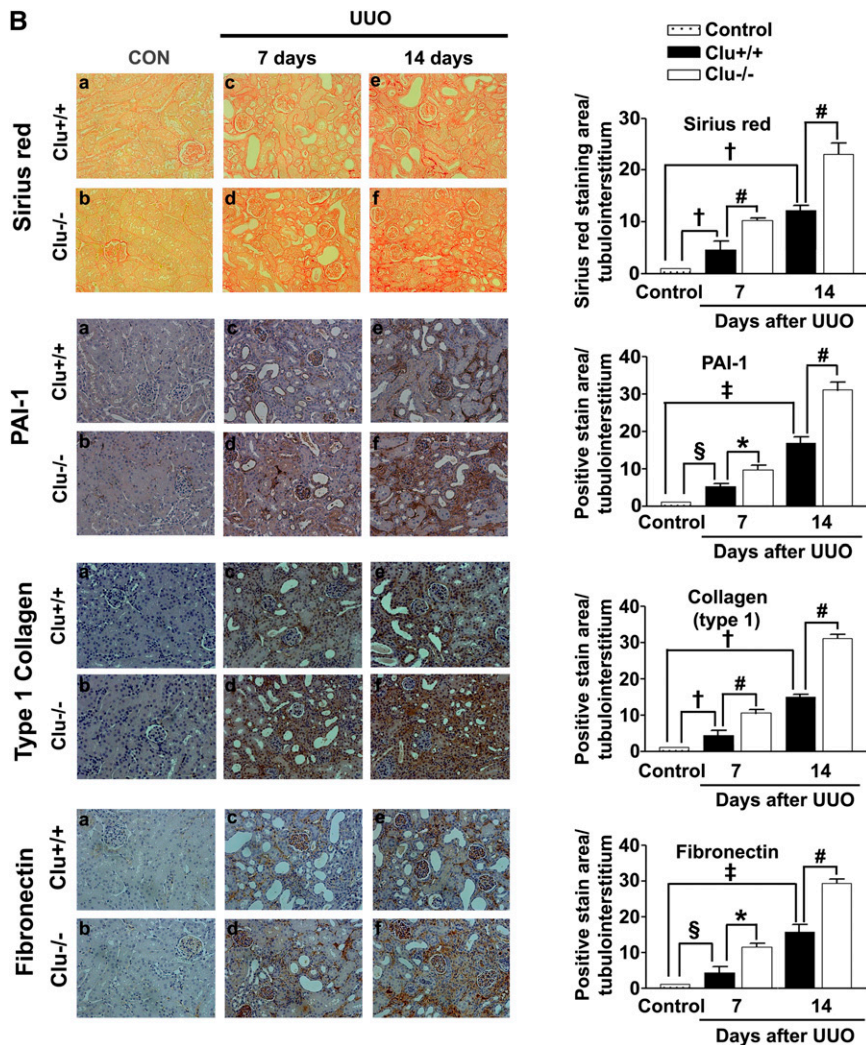 B
UUO
CON
7 days
14 days
Sirius red
Clu+/+
Clu-/-
a
c
e
b
d
f
PAI-1
Clu+/+
Clu-/-
a
c
e
b
d
f
Type 1 Collagen
Clu+/+
Clu-/-
a
c
e
b
d
f
Fibronectin
Clu+/+
Clu-/-
a
c
e
b
d
f
Control
Clu+/+
Clu-/-
Sirius red staining area/
tubulointerstitium
30
20
10
0
Sirius red
†
†
#
#
Control
7
14
Days after UUO
Positive stain area/
tubulointerstitium
40
30
20
10
0
PAI-1
‡
§
*
#
Control
7
14
Days after UUO
Positive stain area/
tubulointerstitium
40
30
20
10
0
Collagen
(type 1)
†
†
#
#
Control
7
14
Days after UUO
Positive stain area/
tubulointerstitium
40
30
20
10
0
Fibronectin
‡
§
*
#
Control
7
14
Days after UUO